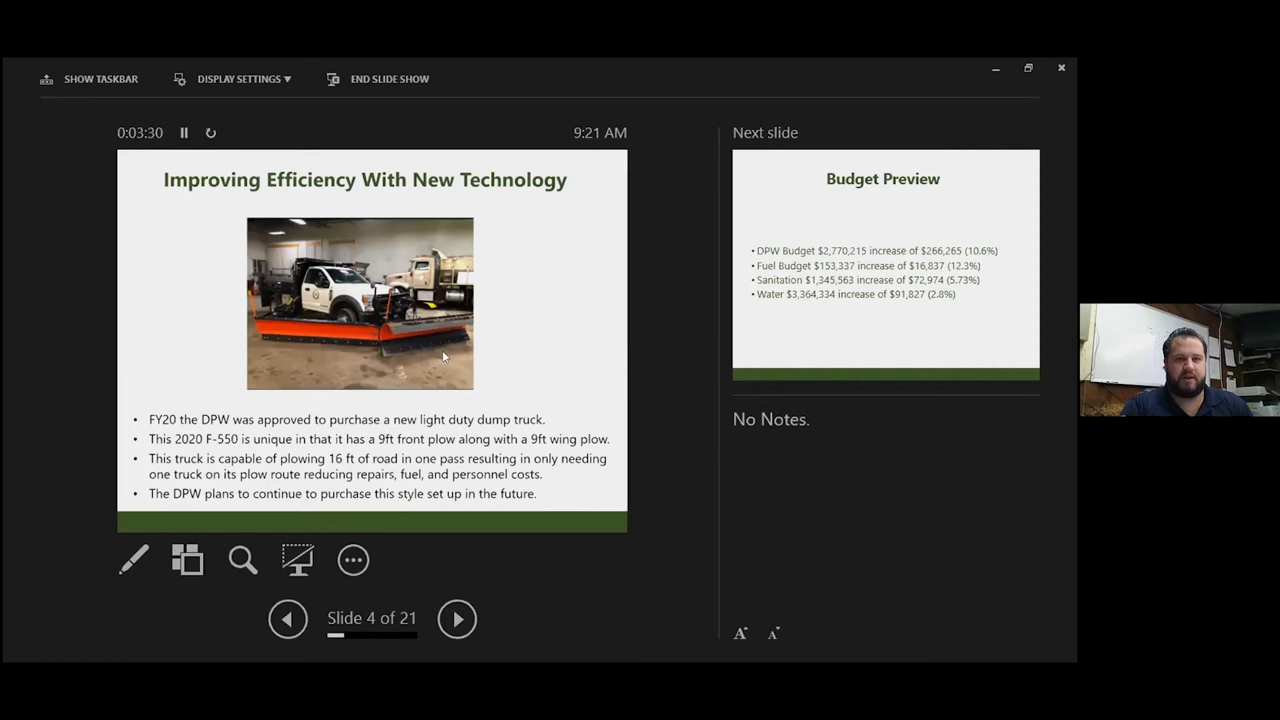 SHOW TASKBAR
DISPLAY SETTINGS
END SLIDE SHOW
0:03:30
9:21 AM
Improving Efficiency With New Technology
• FY20 the DPW was approved to purchase a new light duty dump truck.
• This 2020 F-550 is unique in that it has a 9ft front plow along with a 9ft wing plow.
• This truck is capable of plowing 16 ft of road in one pass resulting in only needing
one truck on its plow route reducing repairs, fuel, and personnel costs.
• The DPW plans to continue to purchase this style set up in the future.
Slide 4 of 21
Next slide
Budget Preview
• DPW Budget $2,770,215 increase of $266,265 (10.6%)
• Fuel Budget $153,337 increase of $16,837 (12.3%)
• Sanitation $1,345,563 increase of $72,974 (5.73%)
• Water $3,364,334 increase of $91,827 (2.8%)
No Notes.
A A